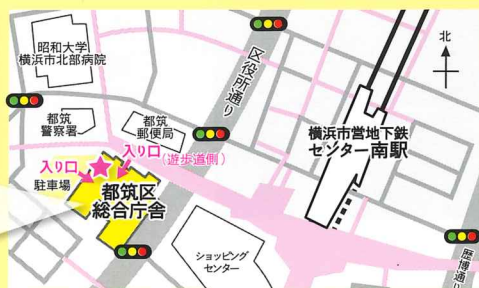 昭和大学
横浜市北部病院
区役所通り
北
都筑
警察署
都筑
郵便局
横浜市営地下鉄
センター南駅
入り口
入り口(遊歩道側)
駐車場
都筑区
総合庁舎
ショッピング
センター
歴博通り